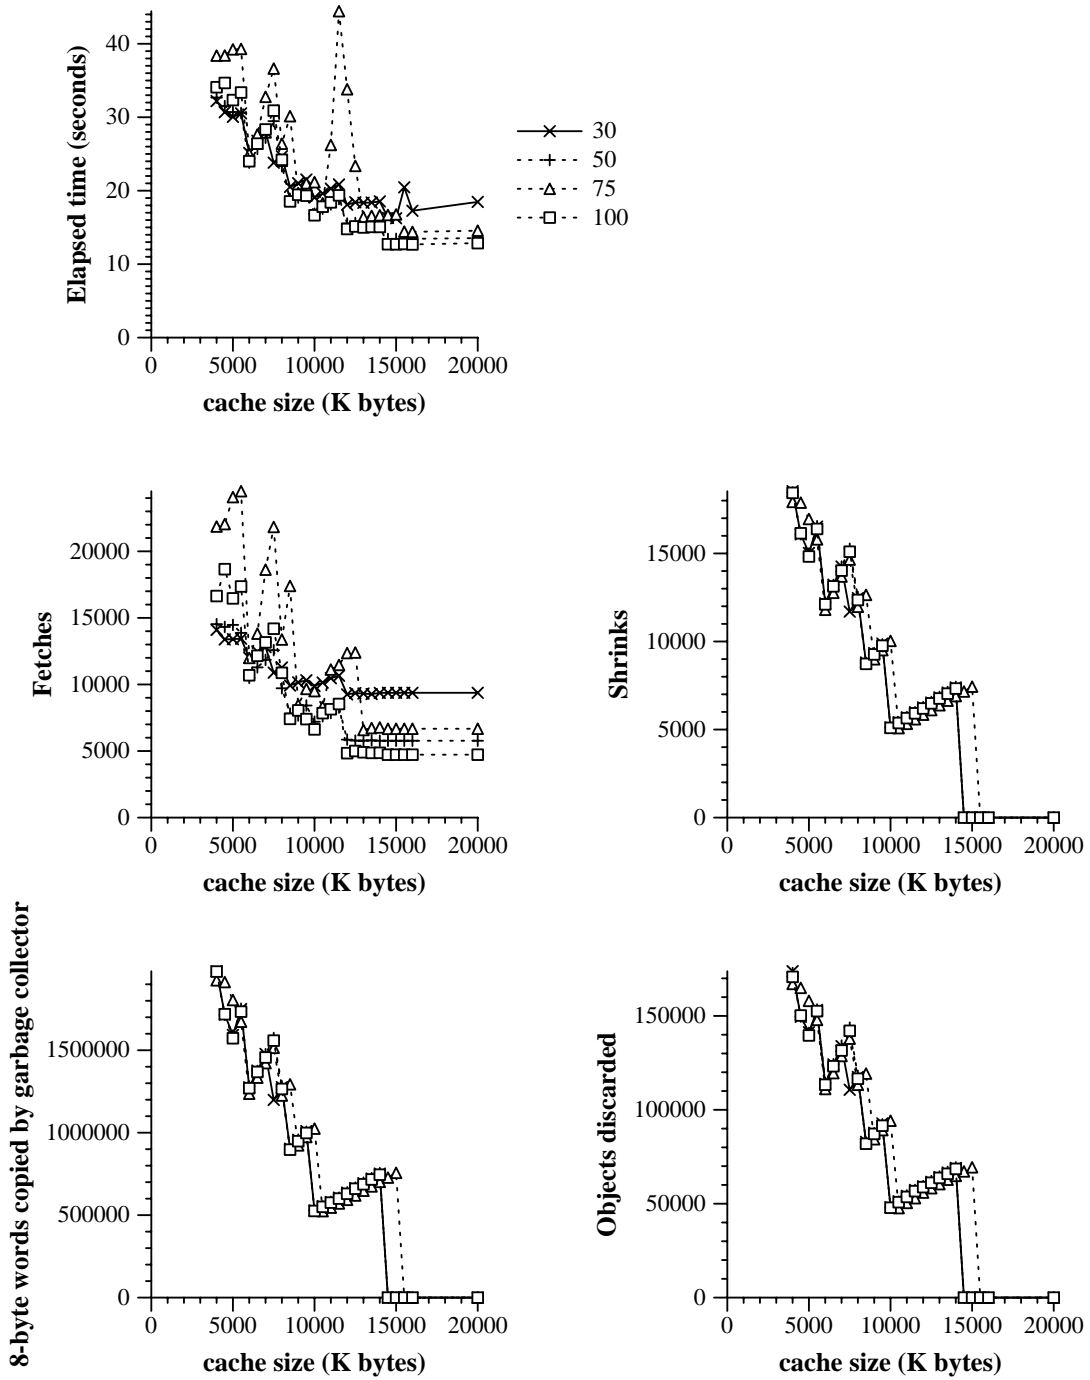 40
30
20
10
0
Elapsed time (seconds)
0 5000 10000 15000 20000
cache size (K bytes)
30
50
75
100
20000
15000
10000
5000
0
Fetches
0 5000 10000 15000 20000
cache size (K bytes)
15000
10000
5000
0
Shrinks
0 5000 10000 15000 20000
cache size (K bytes)
1500000
1000000
500000
0
8-byte words copied by garbage collector
0 5000 10000 15000 20000
cache size (K bytes)
150000
100000
50000
0
Objects discarded
0 5000 10000 15000 20000
cache size (K bytes)